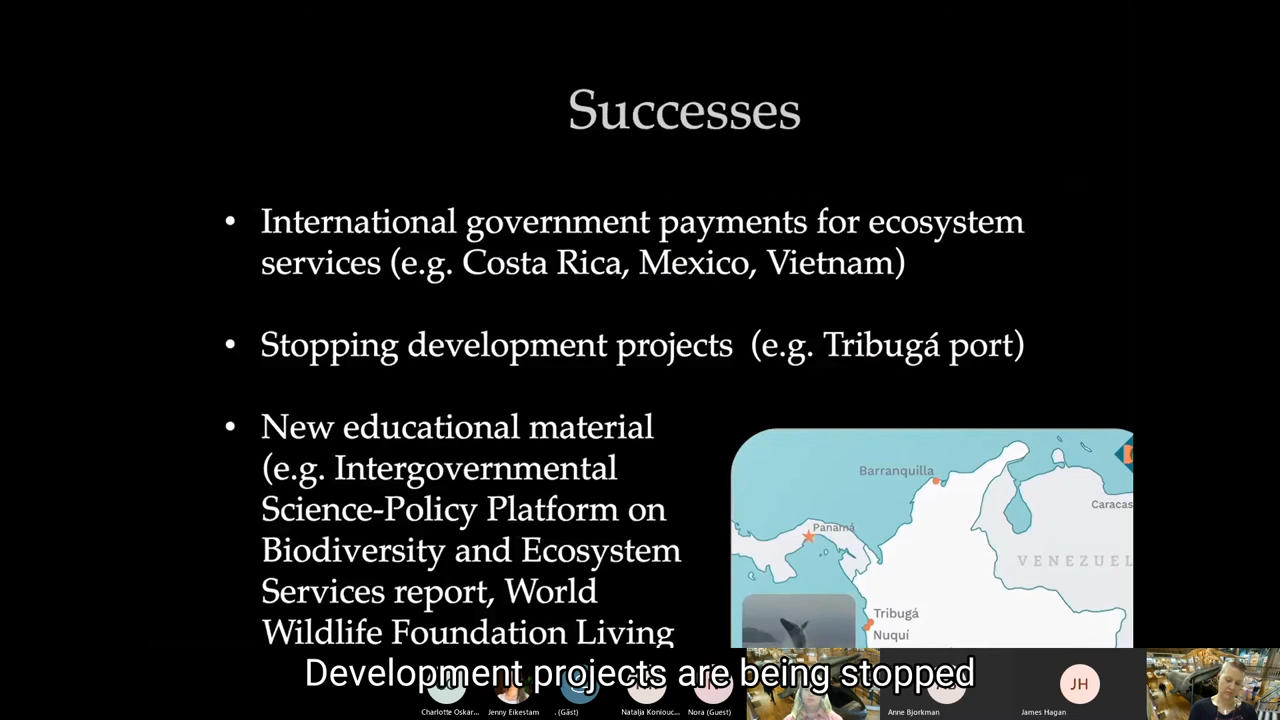 Successes
• International government payments for ecosystem
services (e.g. Costa Rica, Mexico, Vietnam)
• Stopping development projects (e.g. Tribugá port)
• New educational material
(e.g. Intergovernmental
Science-Policy Platform on
Biodiversity and Ecosystem
Services report, World
Wildlife Foundation Living
Barranquilla
Panamá
Caracas
VENEZUEL
Tribugá
Nuquí
Development projects are being stopped
JH
Charlotte Oskar...
Jenny Eikestam
. (Gäst)
Natalja Koniouc...
Nora (Guest)
Anne Bjorkman
James Hagan